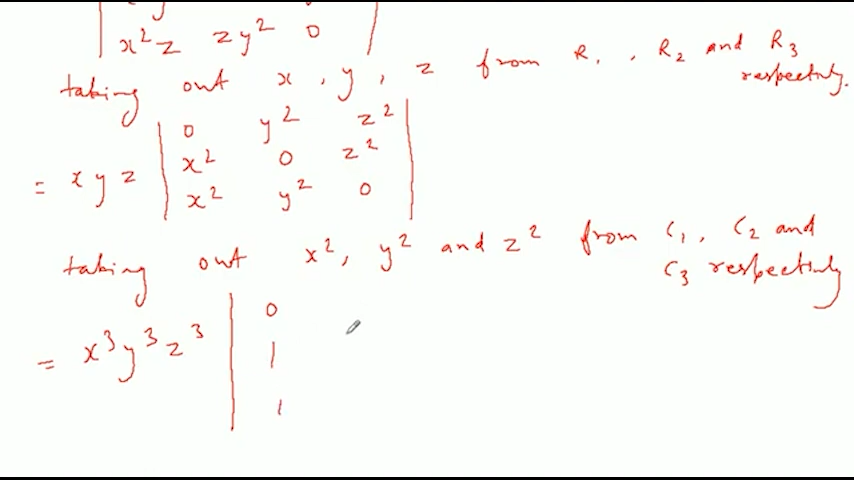 x²z zy² 0
taking out x, y, z from R₁, R₂ and R₃
respectively.
0 y² z²
= xyz x² 0 z²
x² y² 0
taking out x², y² and z² from C₁, C₂ and
C₃ respectively
0
= x³y³z³ 1
1